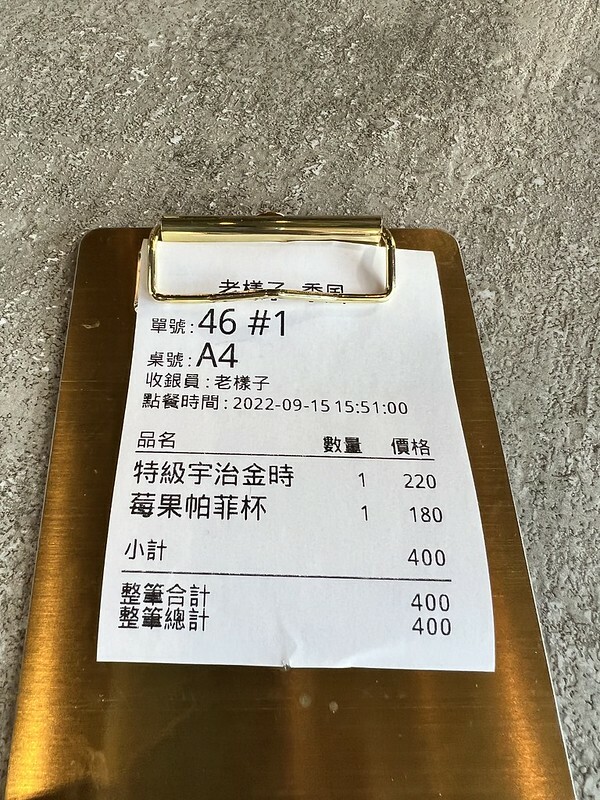 老樣子
單號:46 #1
桌號:A4
收銀員:老樣子
點餐時間:2022-09-15 15:51:00
品名 數量 價格
特級宇治金時 1 220
莓果帕菲杯 1 180
小計 400
整筆合計 400
整筆總計 400